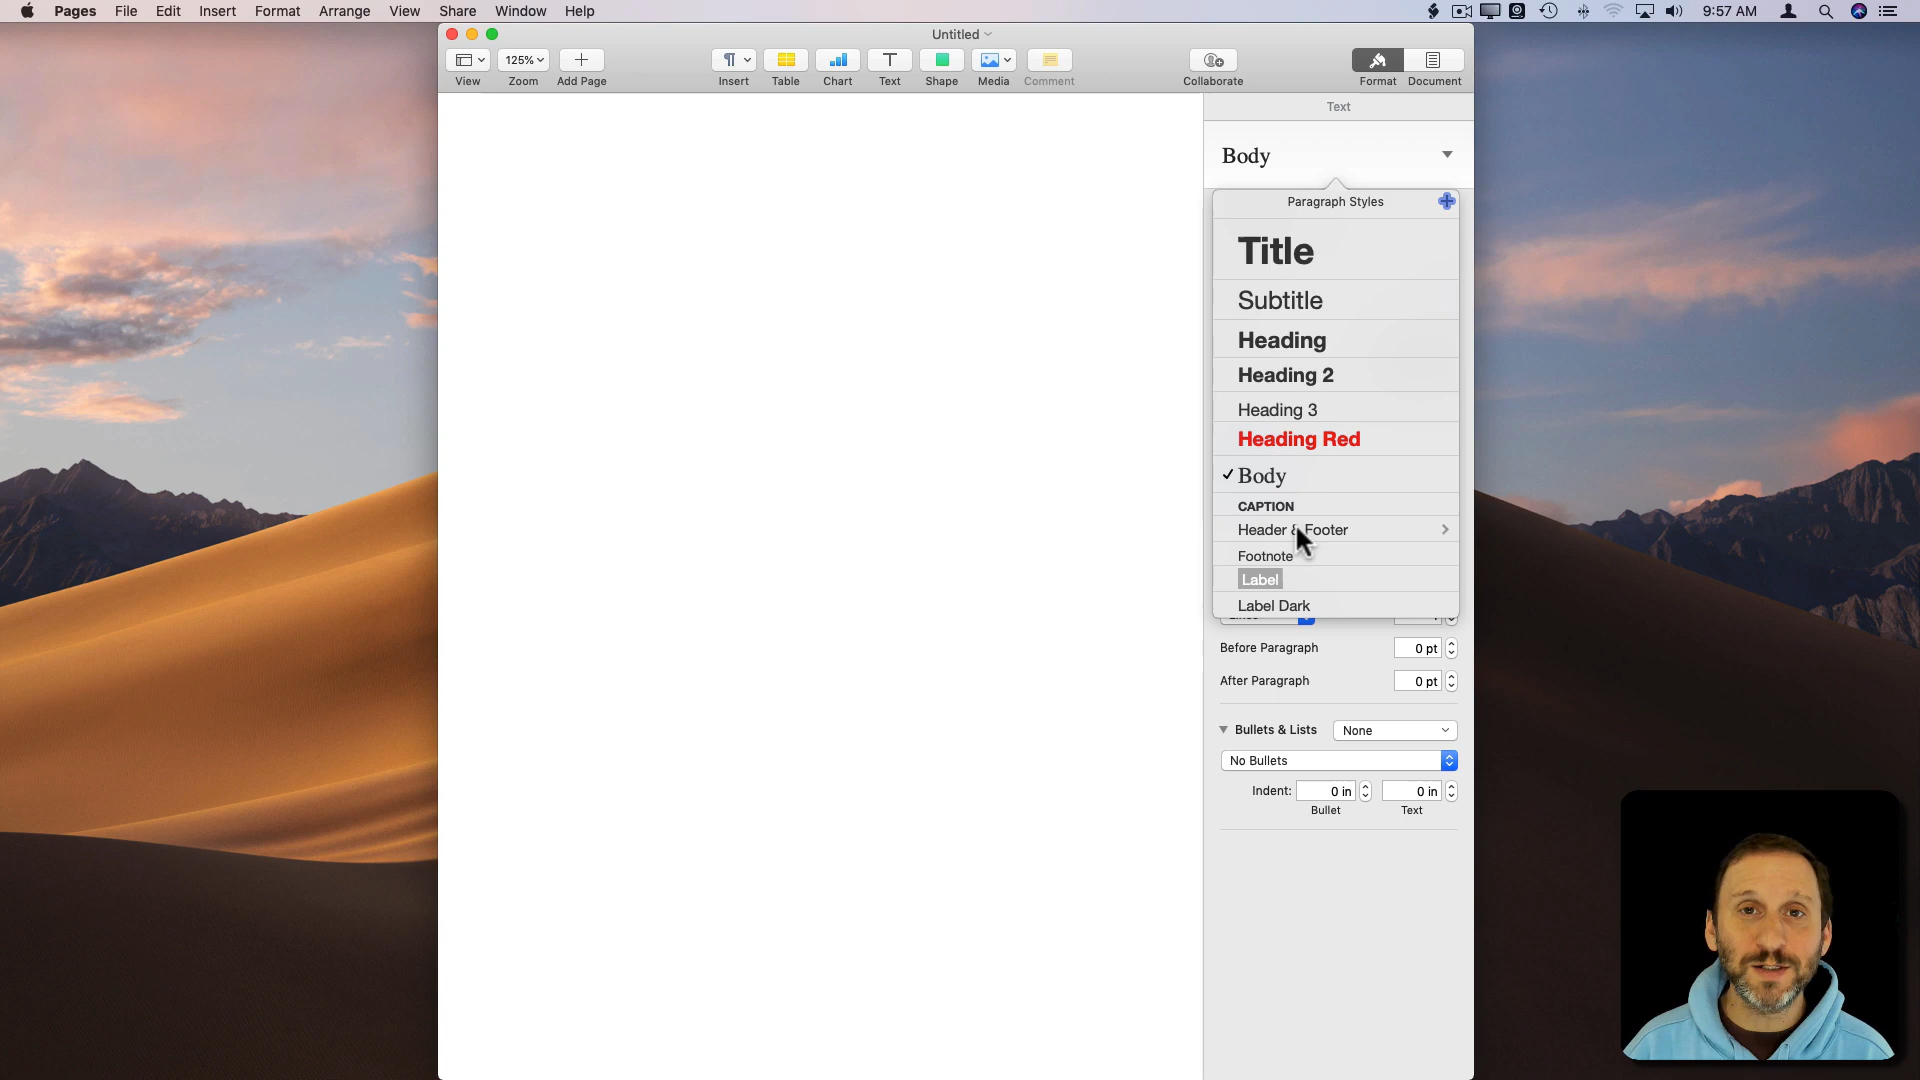 Pages File Edit Insert Format Arrange View Share Window Help 9:57 AM
Untitled
125%
View Zoom Add Page Insert Table Chart Text Shape Media Comment Collaborate Format Document
Text
Body
Paragraph Styles
Title
Subtitle
Heading
Heading 2
Heading 3
Heading Red
Body
CAPTION
Header & Footer
Footnote
Label
Label Dark
Before Paragraph 0 pt
After Paragraph 0 pt
Bullets & Lists None
No Bullets
Indent: 0 in 0 in
Bullet Text